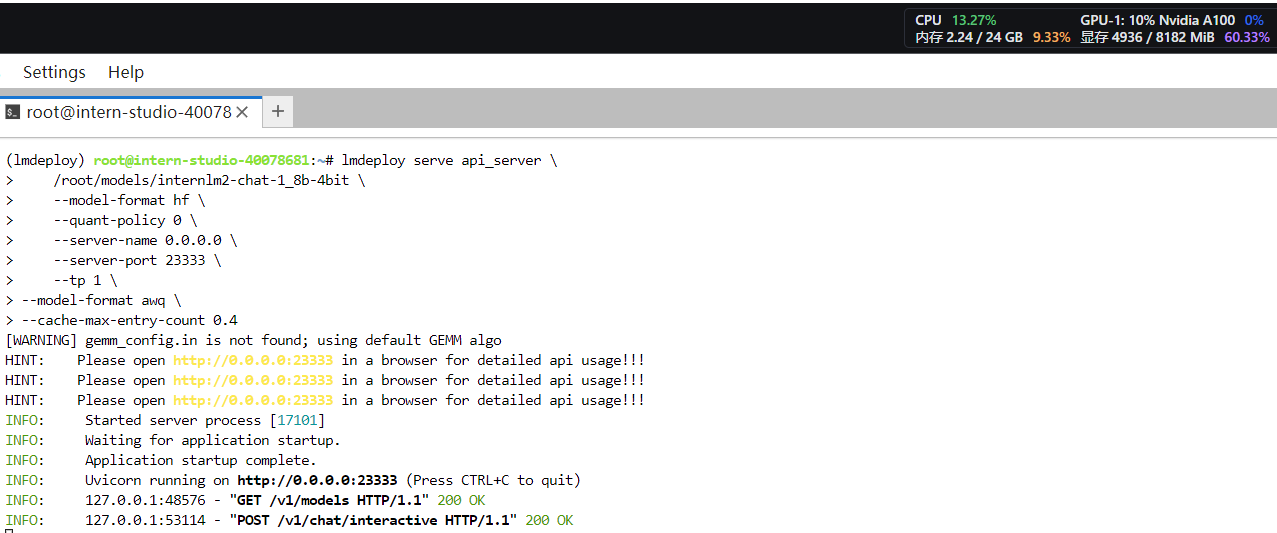 CPU 13.27% GPU-1: 10% Nvidia A100 0%
内存 2.24 / 24 GB 9.33% 显存 4936 / 8182 MiB 60.33%
Settings Help
root@intern-studio-40078
(lmdeploy) root@intern-studio-40078681:~# lmdeploy serve api_server \
> /root/models/internlm2-chat-1_8b-4bit \
> --model-format hf \
> --quant-policy 0 \
> --server-name 0.0.0.0 \
> --server-port 23333 \
> --tp 1 \
> --model-format awq \
> --cache-max-entry-count 0.4
[WARNING] gemm_config.in is not found; using default GEMM algo
HINT: Please open http://0.0.0.0:23333 in a browser for detailed api usage!!!
HINT: Please open http://0.0.0.0:23333 in a browser for detailed api usage!!!
HINT: Please open http://0.0.0.0:23333 in a browser for detailed api usage!!!
INFO: Started server process [17101]
INFO: Waiting for application startup.
INFO: Application startup complete.
INFO: Uvicorn running on http://0.0.0.0:23333 (Press CTRL+C to quit)
INFO: 127.0.0.1:48576 - "GET /v1/models HTTP/1.1" 200 OK
INFO: 127.0.0.1:53114 - "POST /v1/chat/interactive HTTP/1.1" 200 OK